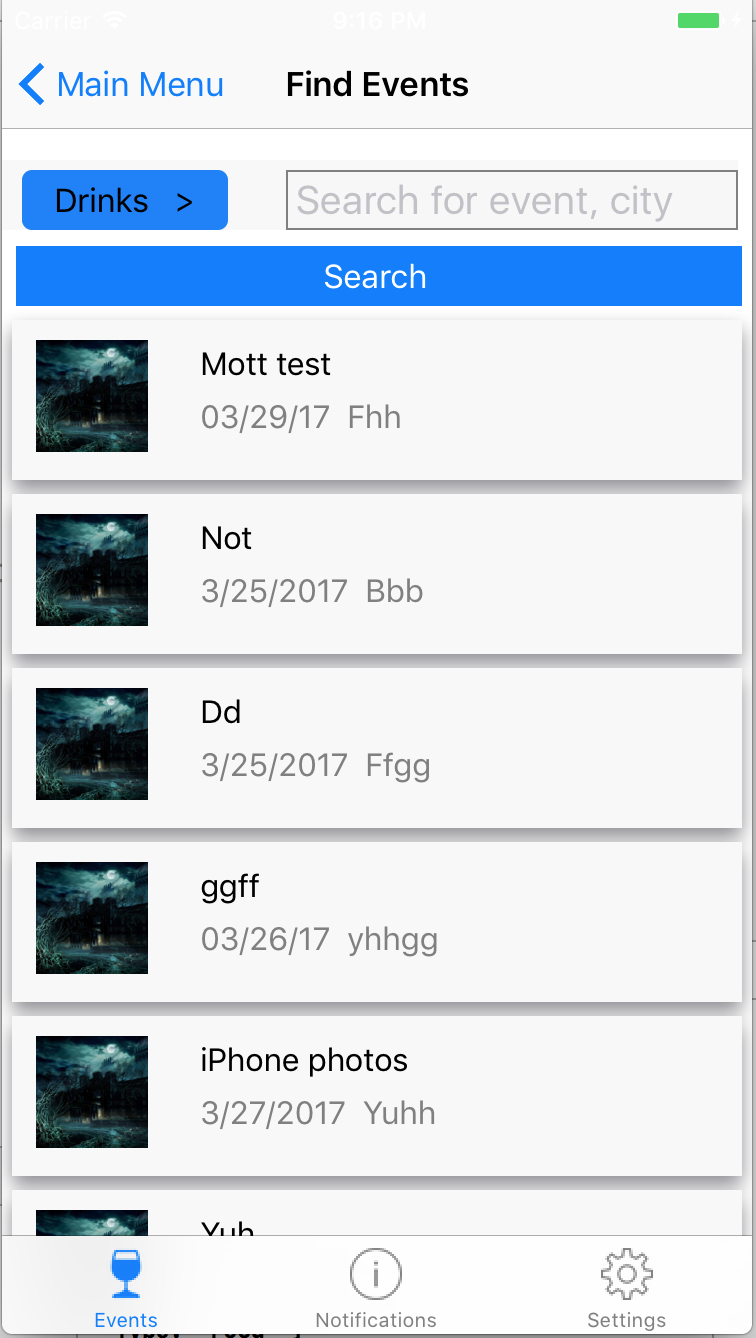 Carrier 9:16 PM
Main Menu Find Events
Drinks > Search for event, city
Search
Mott test
03/29/17 Fhh
Not
3/25/2017 Bbb
Dd
3/25/2017 Ffgg
ggff
03/26/17 yhhgg
iPhone photos
3/27/2017 Yuhh
Yuh
Events Notifications Settings